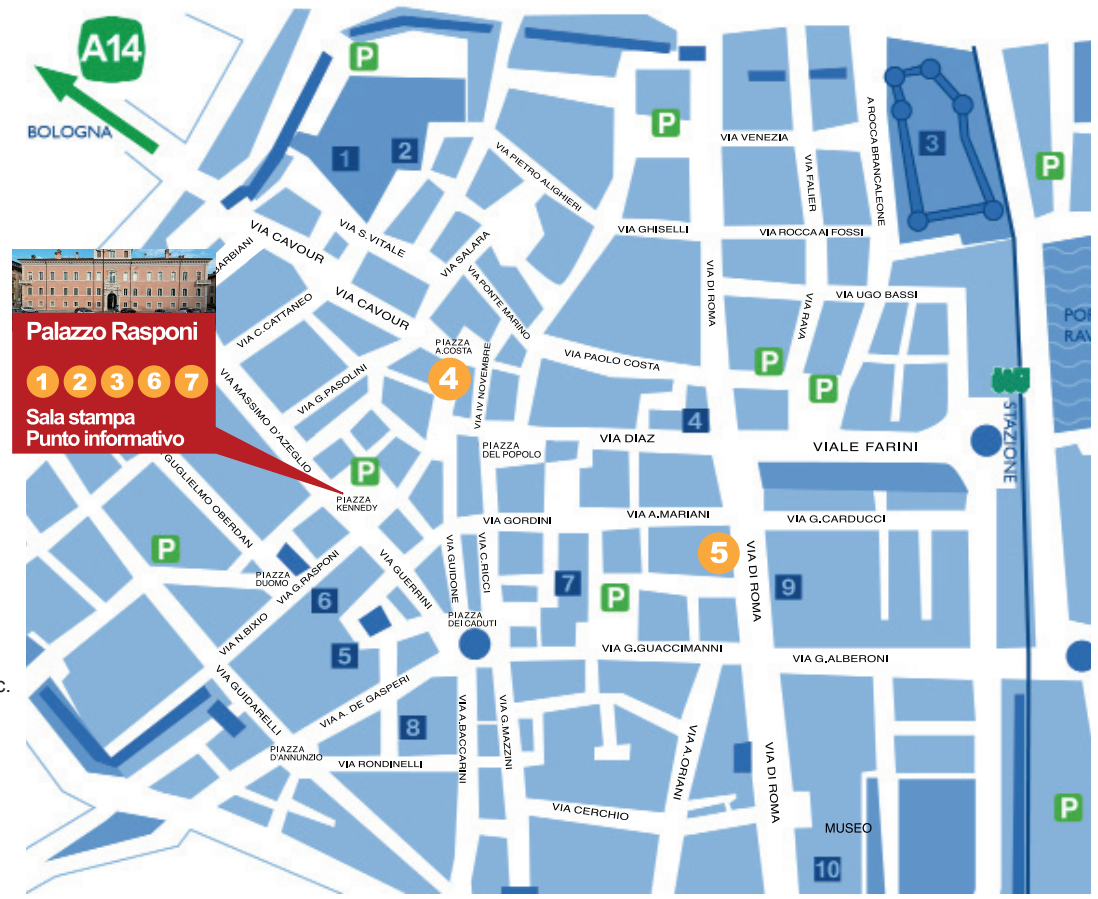 A14
BOLOGNA
P
P
P
1
2
3
VIA VENEZIA
VIA FALIER
A ROCCA BRANCALEONE
VIA PIETRO ALIGHIERI
VIA GHISELLI
VIA ROCCA AI FOSSI
VIA S.VITALE
VIA SALARA
VIA CAVOUR
BARBIANI
VIA PONTE MARINO
VIA DI ROMA
VIA UGO BASSI
VIA RAVA
VIA C.CATTANEO
VIA CAVOUR
Palazzo Rasponi
1 2 3 6 7
Sala stampa
Punto informativo
PIAZZA
A.COSTA
4
VIA IV NOVEMBRE
VIA PAOLO COSTA
P
P
STAZIONE
VIA G.PASOLINI
VIA MASSIMO D'AZEGLIO
4
VIA DIAZ
VIALE FARINI
PIAZZA
DEL POPOLO
P
PIAZZA
KENNEDY
GUGLIELMO OBERDAN
VIA GORDINI
VIA A.MARIANI
VIA G.CARDUCCI
P
VIA GUERRINI
VIA GUIDONE
VIA C.RICCI
5
VIA DI ROMA
PIAZZA
DUOMO
VIA G.RASPONI
6
7
P
9
VIA N.BIXIO
5
PIAZZA
DEI CADUTI
VIA G.GUACCIMANNI
VIA G.ALBERONI
c.
VIA GUIDARELLI
VIA A. DE GASPERI
8
VIA A.BACCARINI
VIA G.MAZZINI
VIA A.ORIANI
VIA DI ROMA
PIAZZA
D'ANNUNZIO
VIA RONDINELLI
VIA CERCHIO
MUSEO
10
P